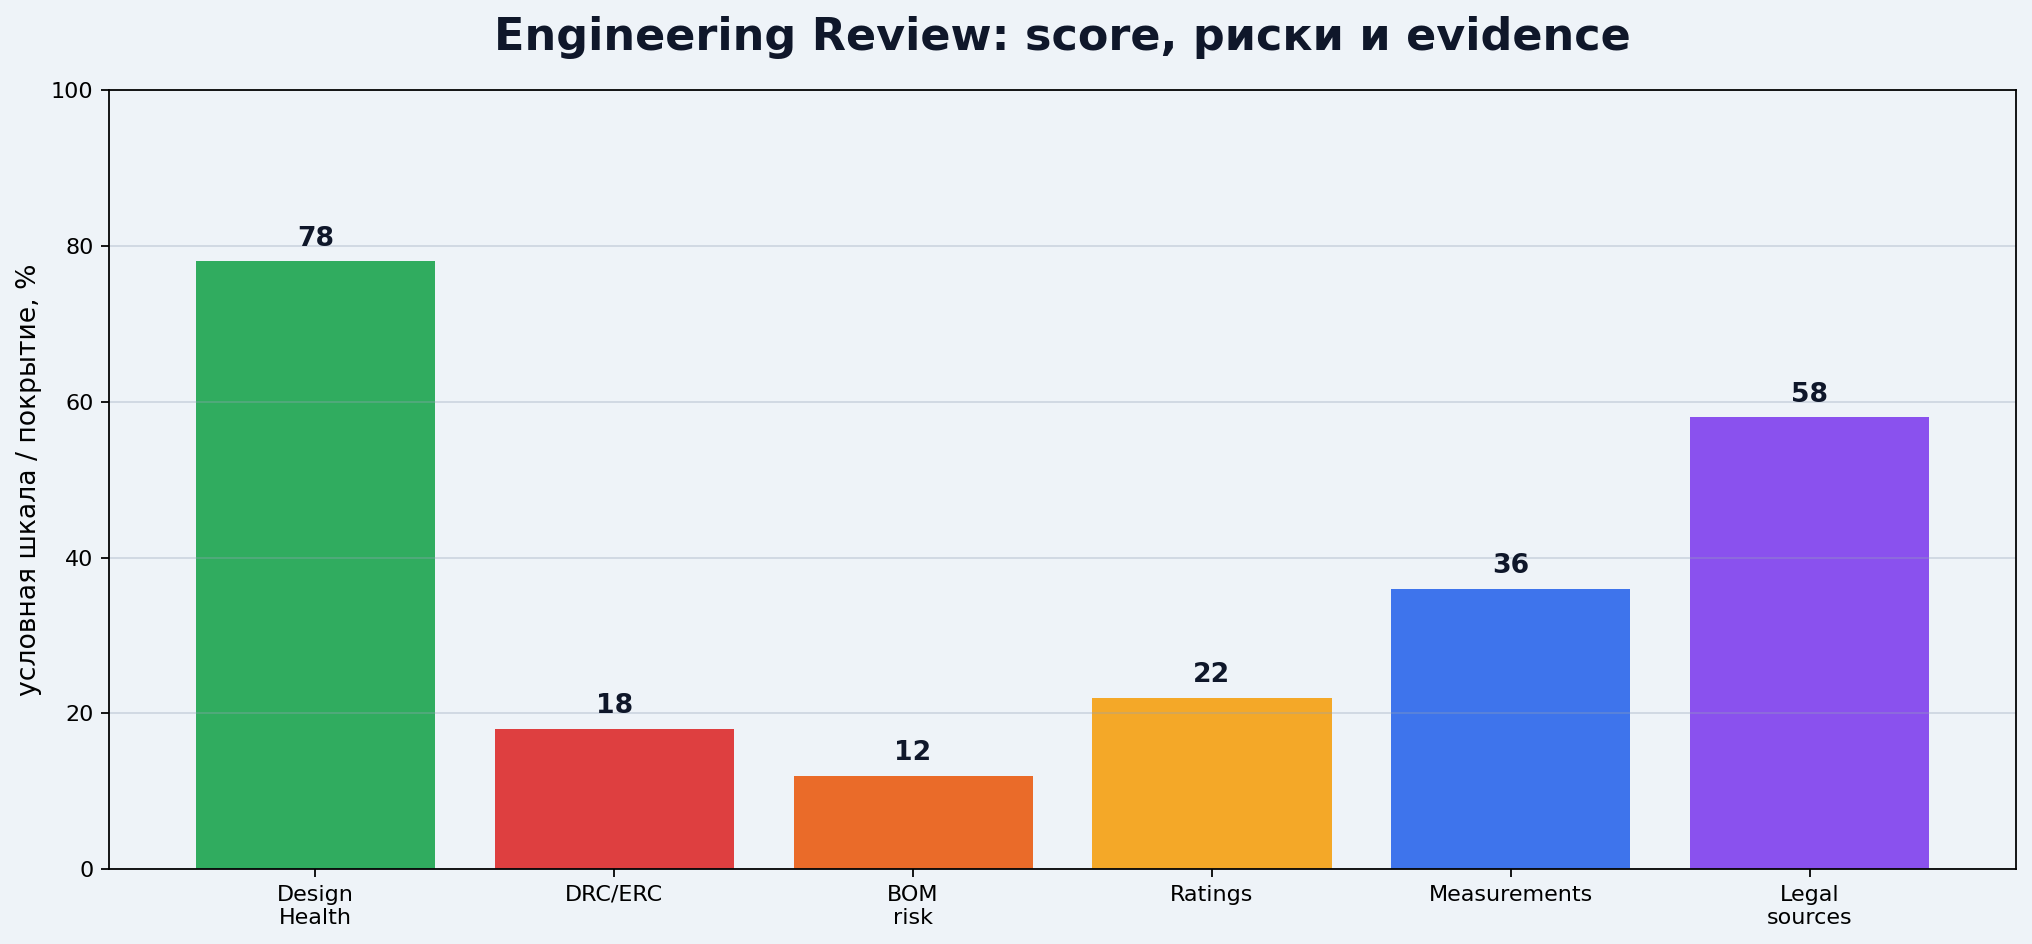 Engineering Review: score, риски и evidence
условная шкала / покрытие, %
100
80
60
40
20
0
78
18
12
22
36
58
Design
Health
DRC/ERC
BOM
risk
Ratings
Measurements
Legal
sources